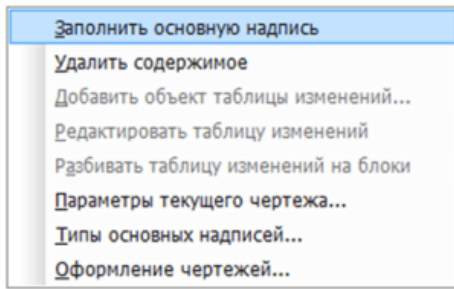 Заполнить основную надпись
Удалить содержимое
Добавить объект таблицы изменений...
Редактировать таблицу изменений
Разбивать таблицу изменений на блоки
Параметры текущего чертежа...
Типы основных надписей...
Оформление чертежей...